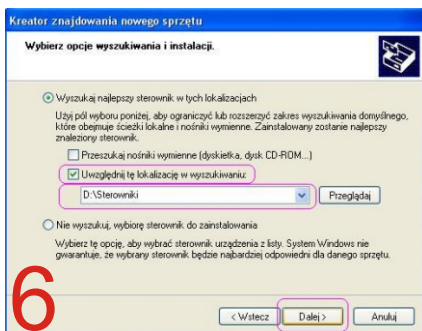 Kreator znajdowania nowego sprzętu
Wybierz opcje wyszukiwania i instalacji.
Wyszukaj najlepszy sterownik w tych lokalizacjach
Użyj pól wyboru poniżej, aby ograniczyć lub rozszerzyć zakres wyszukiwania domyślnego,
które obejmuje ścieżki lokalne i nośniki wymienne. Zainstalowany zostanie najlepszy
znaleziony sterownik.
Przeszukaj nośniki wymienne (dyskietka, dysk CD-ROM...)
Uwzględnij tę lokalizację w wyszukiwaniu:
D:\Sterowniki
Przeglądaj
Nie wyszukuj, wybiorę sterownik do zainstalowania
Wybierz tę opcję, aby wybrać sterownik urządzenia z listy. System Windows nie
gwarantuje, że wybrany sterownik będzie najbardziej odpowiedni dla danego sprzętu.
6
< Wstecz
Dalej >
Anuluj